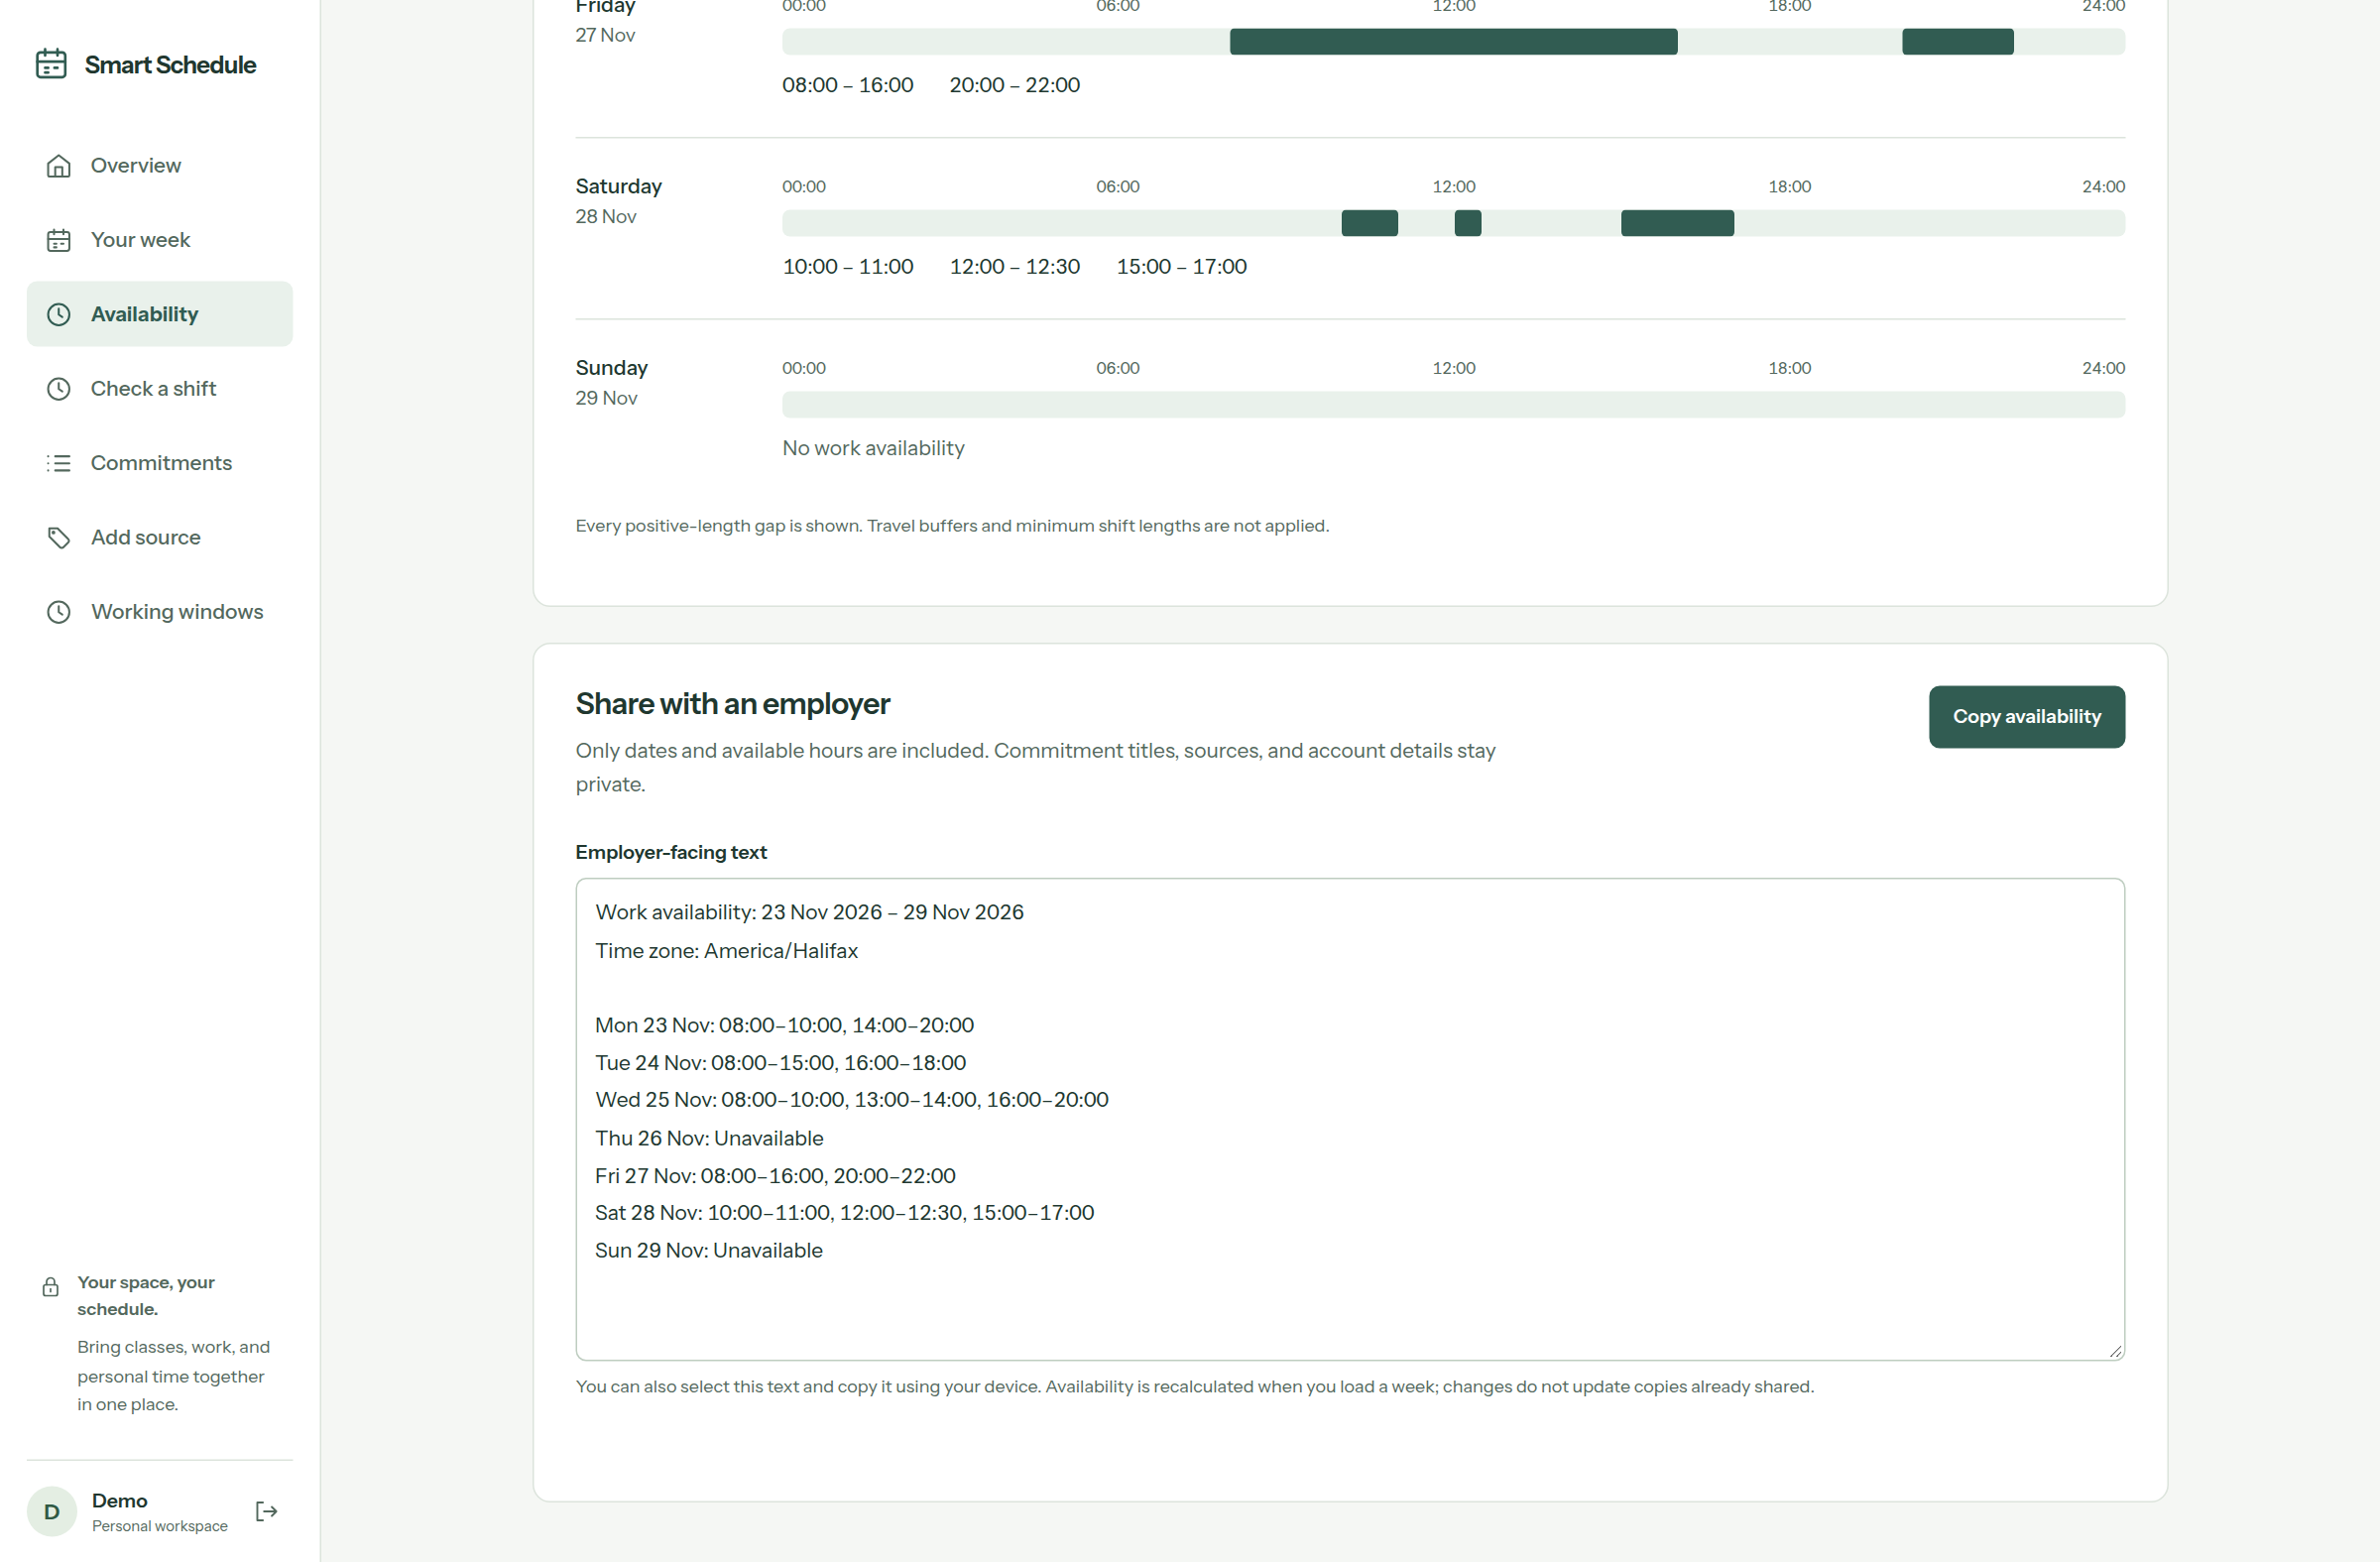 Smart Schedule
Overview
Your week
Availability
Check a shift
Commitments
Add source
Working windows
Your space, your
schedule.
Bring classes, work, and
personal time together
in one place.
D
Demo
Personal workspace
Friday
27 Nov
00:00 06:00 12:00 18:00 24:00
08:00 – 16:00 20:00 – 22:00
Saturday
28 Nov
00:00 06:00 12:00 18:00 24:00
10:00 – 11:00 12:00 – 12:30 15:00 – 17:00
Sunday
29 Nov
00:00 06:00 12:00 18:00 24:00
No work availability
Every positive-length gap is shown. Travel buffers and minimum shift lengths are not applied.
Share with an employer
Only dates and available hours are included. Commitment titles, sources, and account details stay
private.
Copy availability
Employer-facing text
Work availability: 23 Nov 2026 – 29 Nov 2026
Time zone: America/Halifax
Mon 23 Nov: 08:00–10:00, 14:00–20:00
Tue 24 Nov: 08:00–15:00, 16:00–18:00
Wed 25 Nov: 08:00–10:00, 13:00–14:00, 16:00–20:00
Thu 26 Nov: Unavailable
Fri 27 Nov: 08:00–16:00, 20:00–22:00
Sat 28 Nov: 10:00–11:00, 12:00–12:30, 15:00–17:00
Sun 29 Nov: Unavailable
You can also select this text and copy it using your device. Availability is recalculated when you load a week; changes do not update copies already shared.